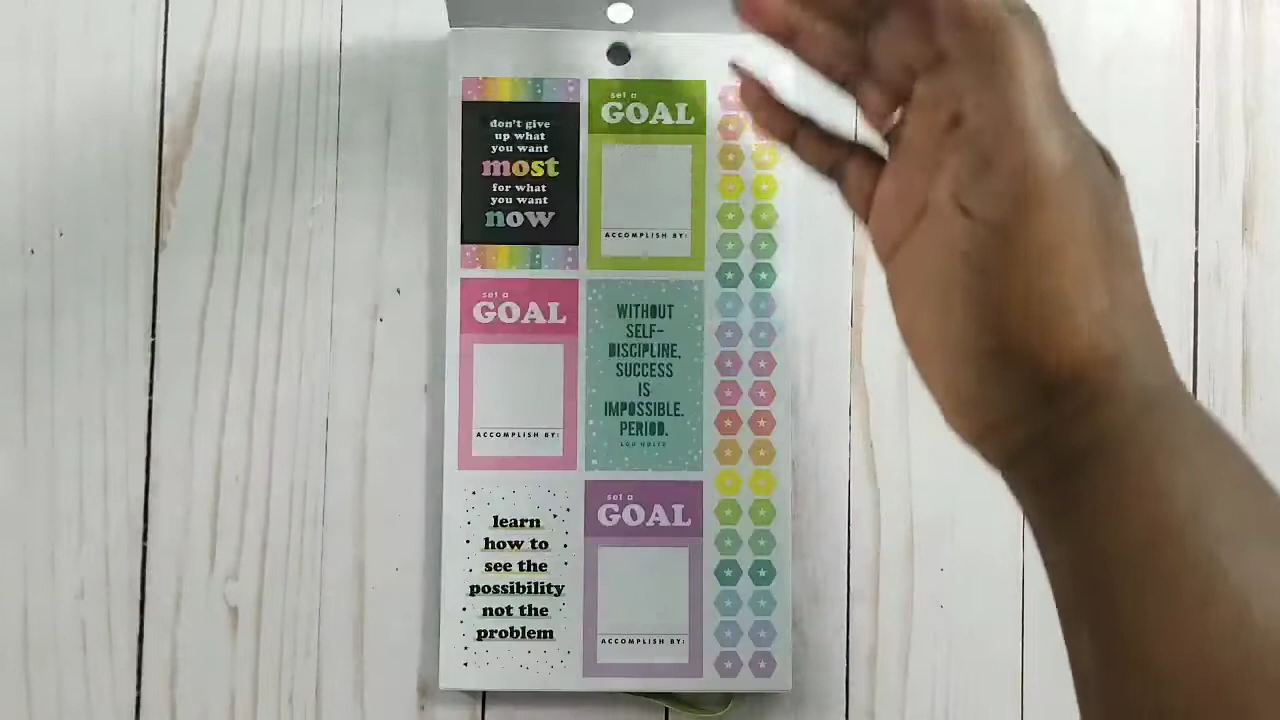 don't give
up what
you want
most
for what
you want
now
set a
GOAL
ACCOMPLISH BY:
set a
GOAL
ACCOMPLISH BY:
WITHOUT
SELF-
DISCIPLINE,
SUCCESS
IS
IMPOSSIBLE.
PERIOD.
LOU HOLTZ
learn
how to
see the
possibility
not the
problem
set a
GOAL
ACCOMPLISH BY: